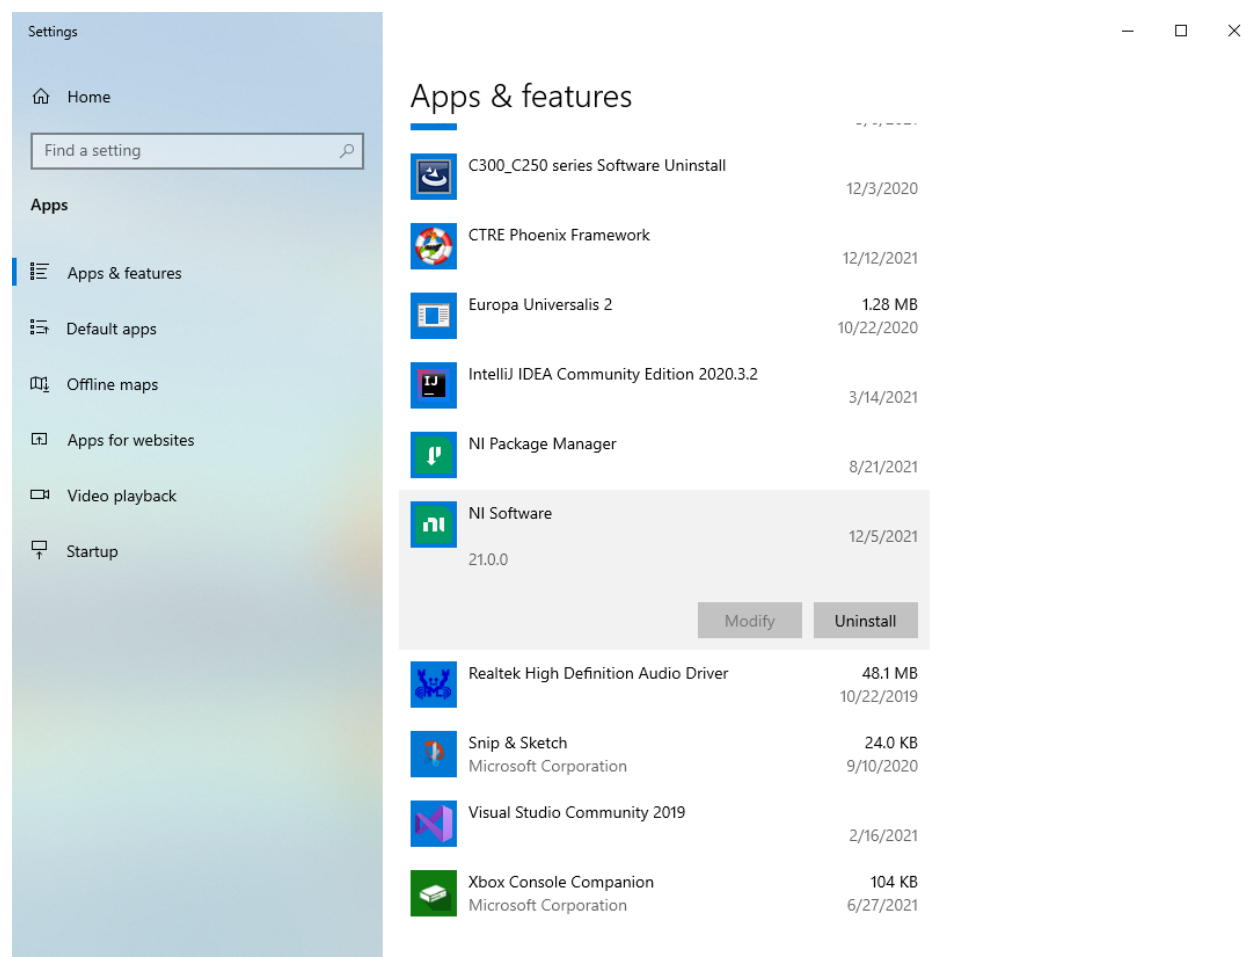 Settings
Home
Find a setting
Apps
Apps & features
Default apps
Offline maps
Apps for websites
Video playback
Startup
Apps & features
C300_C250 series Software Uninstall
12/3/2020
CTRE Phoenix Framework
12/12/2021
Europa Universalis 2 1.28 MB
10/22/2020
IntelliJ IDEA Community Edition 2020.3.2
3/14/2021
NI Package Manager
8/21/2021
NI Software
12/5/2021
21.0.0
Modify Uninstall
Realtek High Definition Audio Driver 48.1 MB
10/22/2019
Snip & Sketch 24.0 KB
Microsoft Corporation 9/10/2020
Visual Studio Community 2019
2/16/2021
Xbox Console Companion 104 KB
Microsoft Corporation 6/27/2021